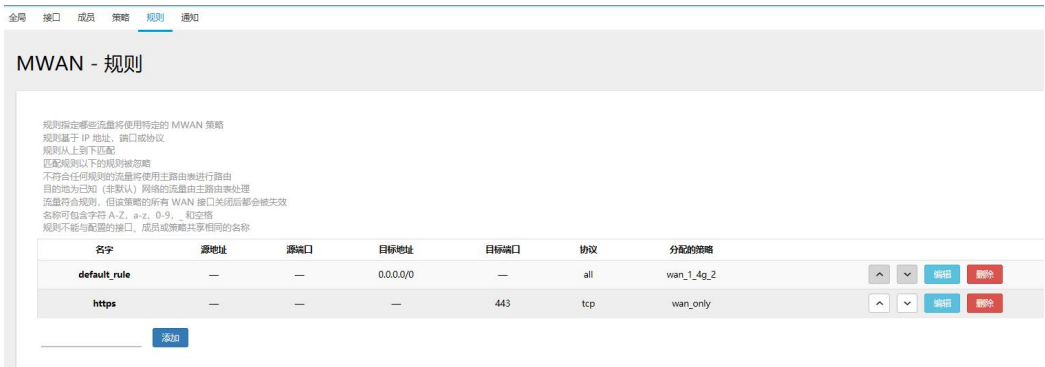 全局 接口 成员 策略 规则 通知
MWAN - 规则
规则指定哪些流量将使用特定的 MWAN 策略
规则基于 IP 地址，端口或协议
规则从上到下匹配
匹配规则以下的规则被忽略
不符合任何规则的流量将使用主路由表进行路由
目的地为已知（非默认）网络的流量由主路由表处理
流量符合规则，但该策略的所有 WAN 接口关闭后都会被失效
名称可包含字符 A-Z，a-z，0-9，_ 和空格
规则不能与配置的接口、成员或策略共享相同的名称
名字 源地址 源端口 目标地址 目标端口 协议 分配的策略
default_rule — — 0.0.0.0/0 — all wan_1_4g_2 编辑 删除
https — — — 443 tcp wan_only 编辑 删除
添加